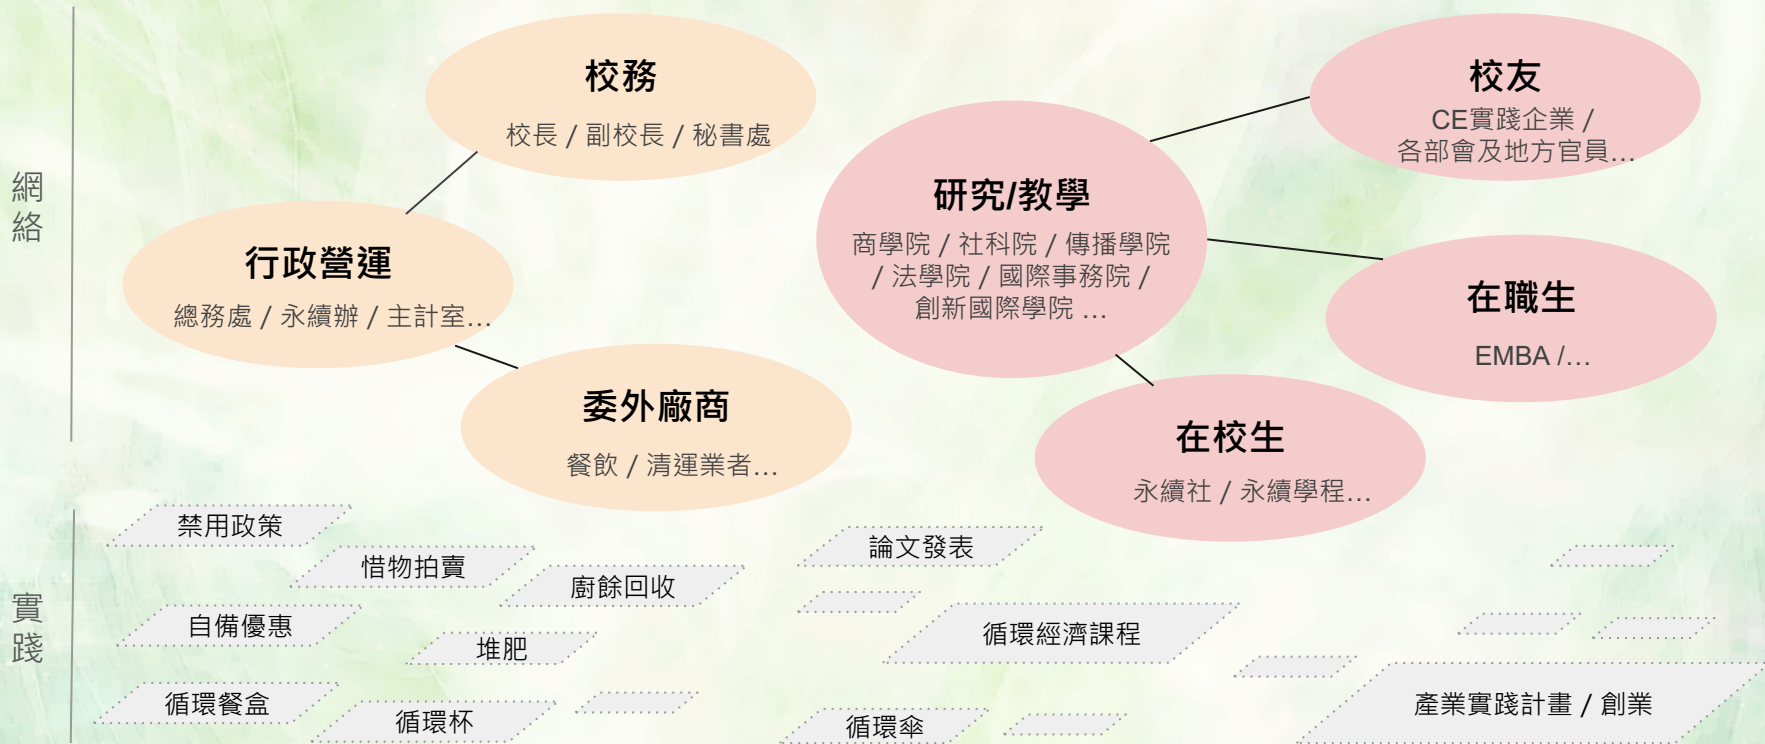 網絡
校務
校長 / 副校長 / 秘書處
行政營運
總務處 / 永續辦 / 主計室...
委外廠商
餐飲 / 清運業者...
研究/教學
商學院 / 社科院 / 傳播學院
/ 法學院 / 國際事務院 /
創新國際學院 ...
校友
CE實踐企業 /
各部會及地方官員...
在職生
EMBA /...
在校生
永續社 / 永續學程...
實踐
禁用政策
惜物拍賣
廚餘回收
自備優惠
堆肥
循環餐盒
循環杯
論文發表
循環經濟課程
循環傘
產業實踐計畫 / 創業